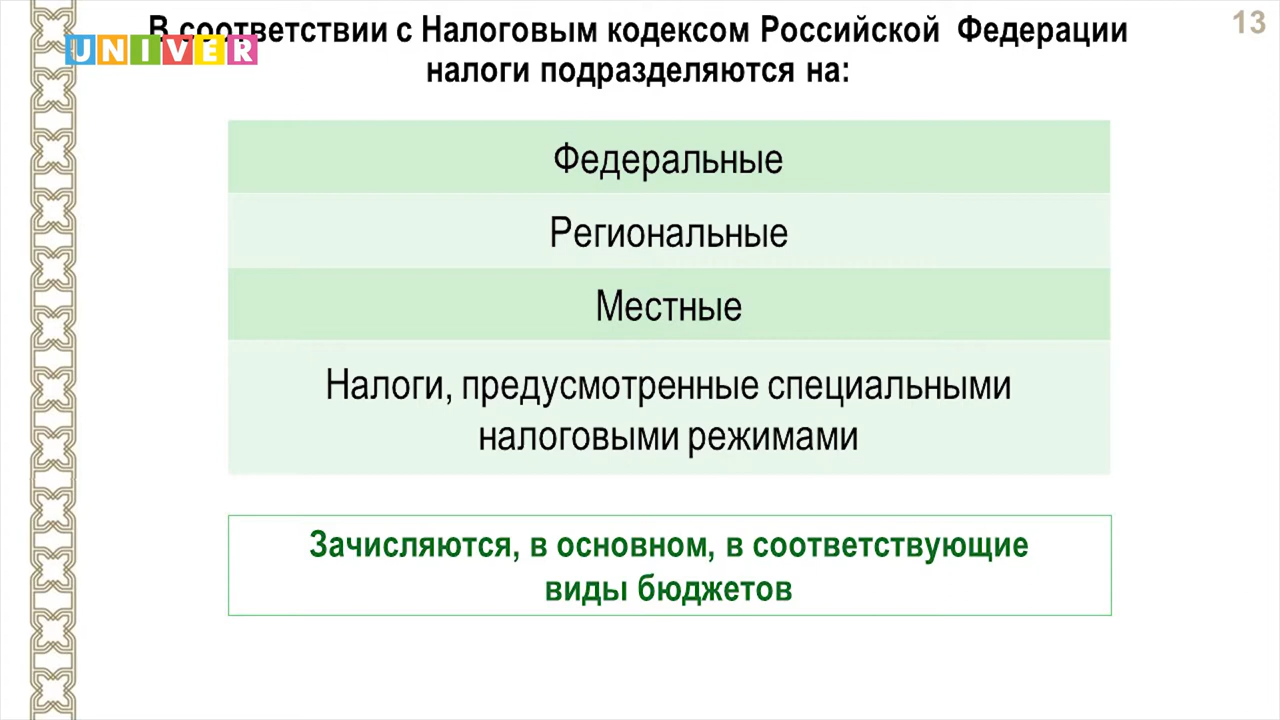 В соответствии с Налоговым кодексом Российской Федерации
налоги подразделяются на:
13
UNIVER
Федеральные
Региональные
Местные
Налоги, предусмотренные специальными
налоговыми режимами
Зачисляются, в основном, в соответствующие
виды бюджетов